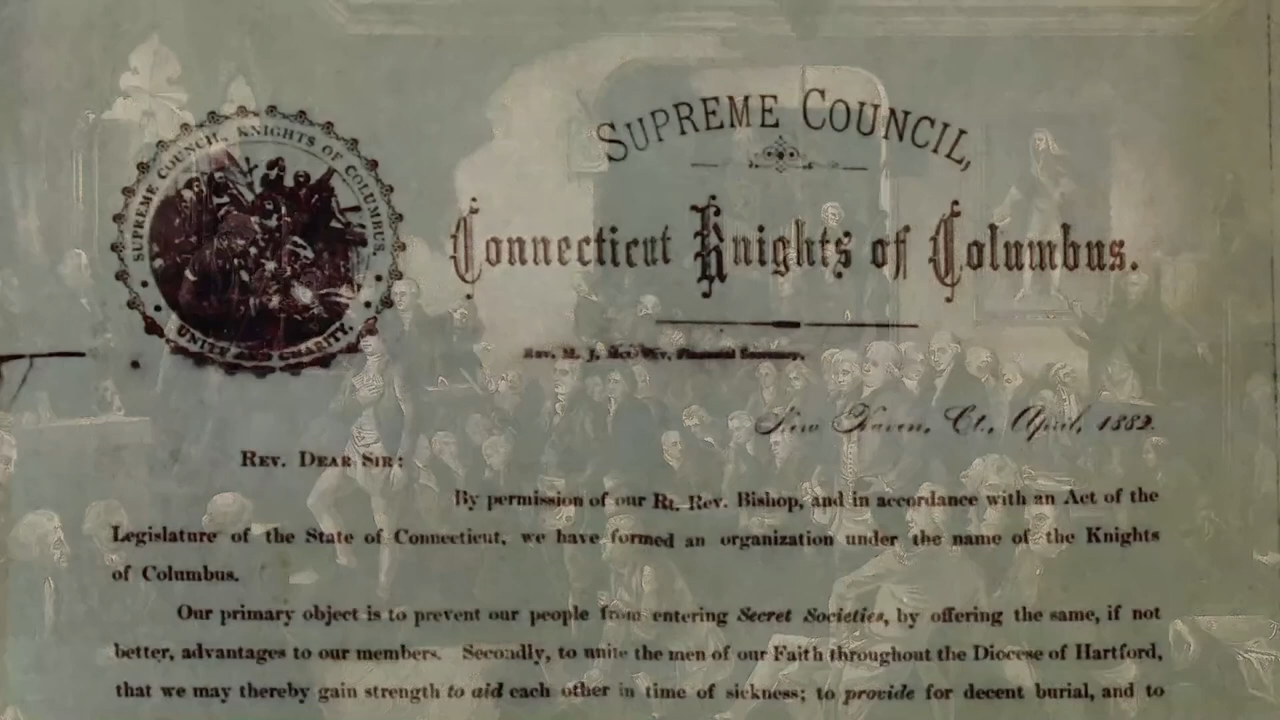 SUPREME COUNCIL, KNIGHTS OF COLUMBUS.
UNITY AND CHARITY.
SUPREME COUNCIL,
Connecticut Knights of Columbus.
Rev. M. J. Financial Secretary.
New Haven, Ct., April, 1882.
REV. DEAR SIR:
By permission of our Rt. Rev. Bishop, and in accordance with an Act of the
Legislature of the State of Connecticut, we have formed an organization under the name of the Knights
of Columbus.
Our primary object is to prevent our people from entering Secret Societies, by offering the same, if not
better, advantages to our members. Secondly, to unite the men of our Faith throughout the Diocese of Hartford,
that we may thereby gain strength to aid each other in time of sickness; to provide for decent burial, and to